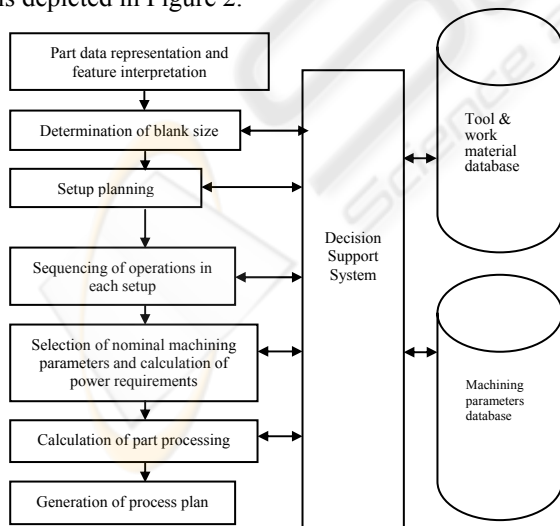 is depicted in Figure 2.
Part data representation and
feature interpretation
Determination of blank size
Setup planning
Sequencing of operations in
each setup
Selection of nominal machining
parameters and calculation of
power requirements
Calculation of part processing
Generation of process plan
Decision
Support
System
Tool &
work
material
database
Machining
parameters
database
Science